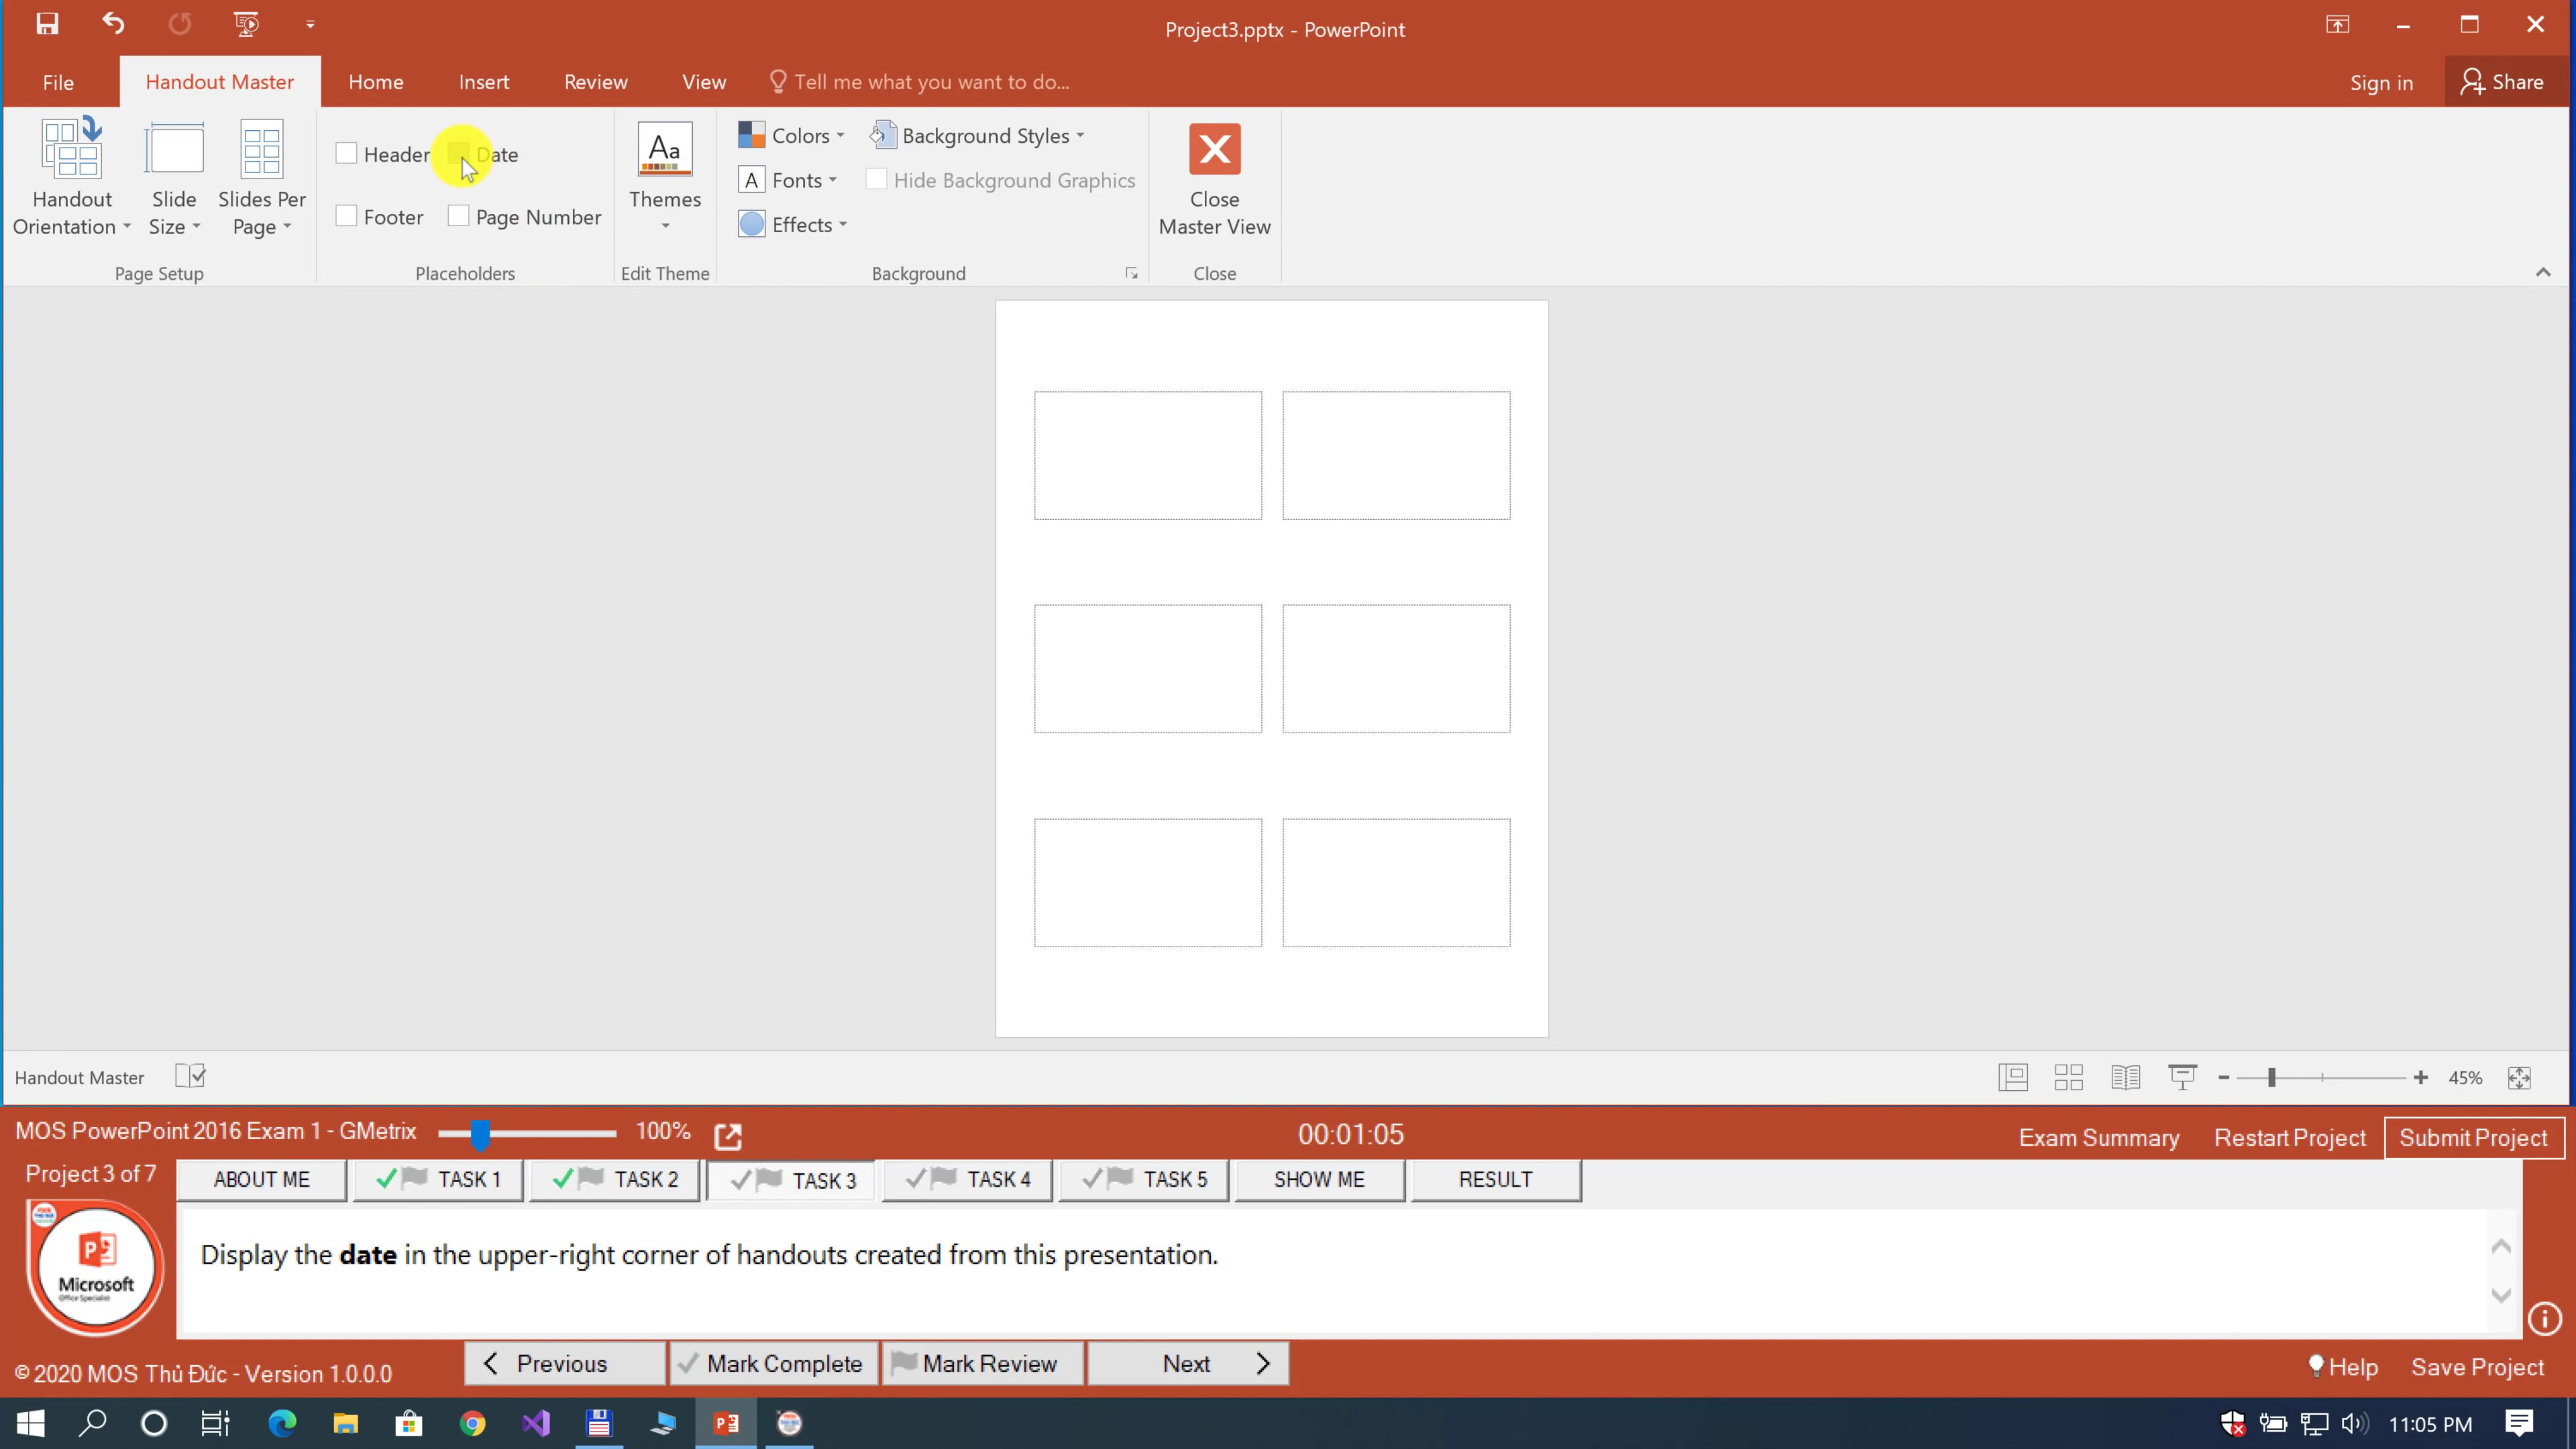 Project3.pptx - PowerPoint
File
Handout Master
Home
Insert
Review
View
Tell me what you want to do...
Sign in
Share
Handout
Orientation
Slide
Size
Slides Per
Page
Header
Date
Footer
Page Number
Aa
Themes
Colors
A Fonts
Effects
Background Styles
Hide Background Graphics
Close
Master View
Page Setup
Placeholders
Edit Theme
Background
Close
Handout Master
45%
MOS PowerPoint 2016 Exam 1 - GMetrix
100%
00:01:05
Exam Summary
Restart Project
Submit Project
Project 3 of 7
ABOUT ME
TASK 1
TASK 2
TASK 3
TASK 4
TASK 5
SHOW ME
RESULT
Display the date in the upper-right corner of handouts created from this presentation.
Microsoft
Office Specialist
© 2020 MOS Thủ Đức - Version 1.0.0.0
Previous
Mark Complete
Mark Review
Next
Help
Save Project
11:05 PM